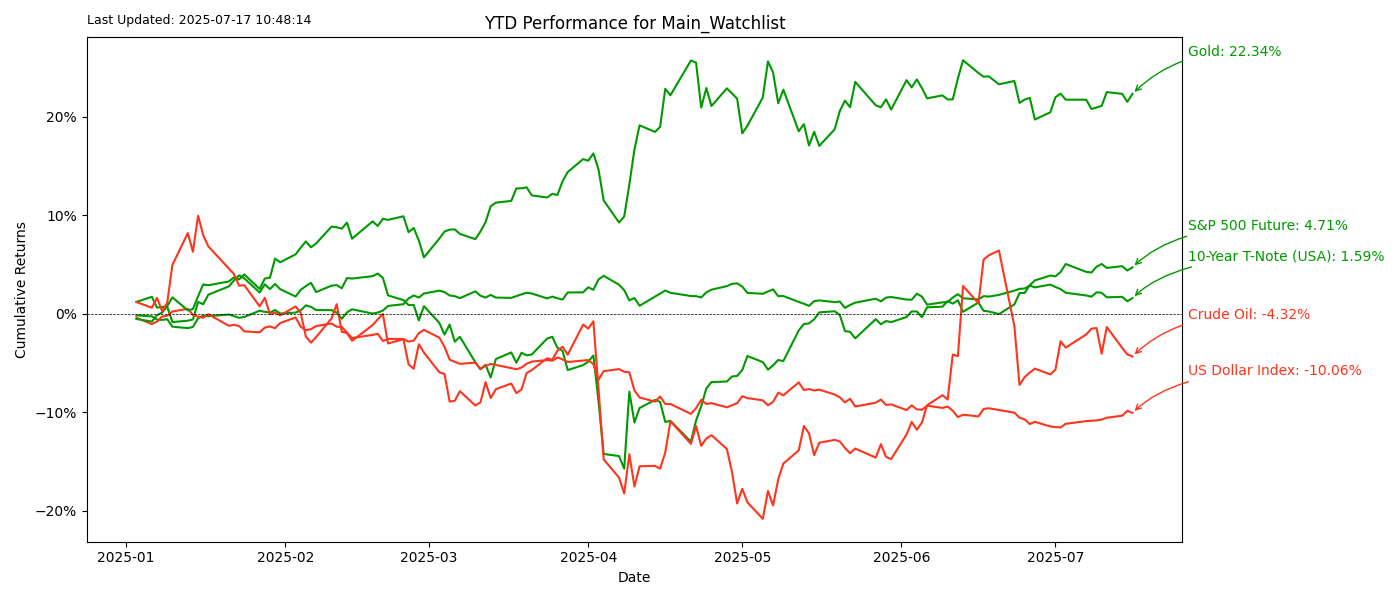 Last Updated: 2025-07-17 10:48:14
YTD Performance for Main_Watchlist
Gold: 22.34%
S&P 500 Future: 4.71%
10-Year T-Note (USA): 1.59%
Crude Oil: -4.32%
US Dollar Index: -10.06%
Cumulative Returns
20%
10%
0%
−10%
−20%
2025-01
2025-02
2025-03
2025-04
2025-05
2025-06
2025-07
Date